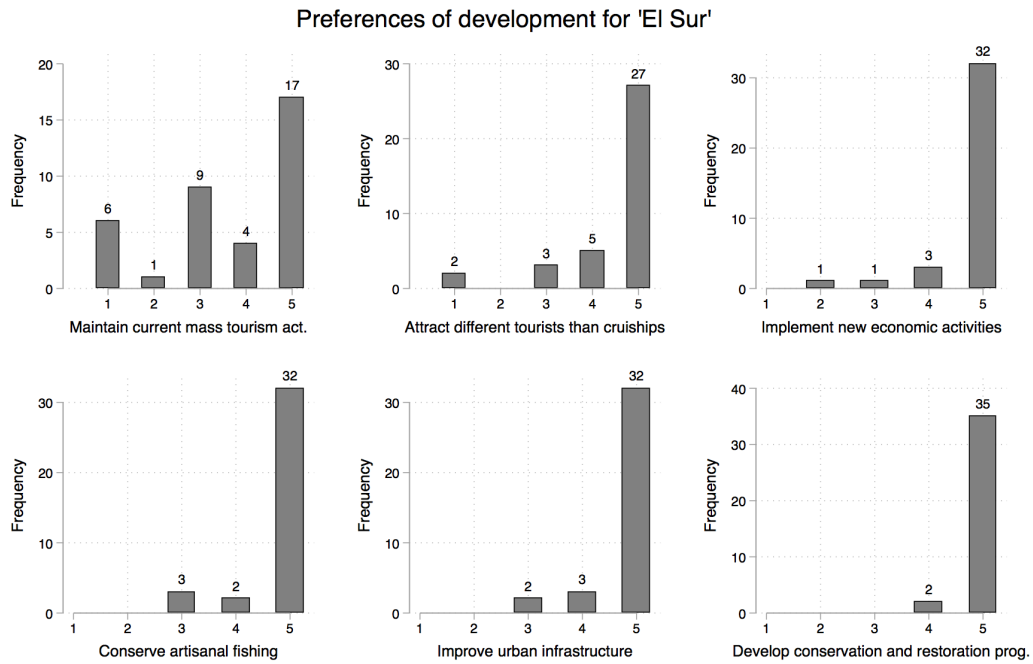 Preferences of development for 'El Sur'
Frequency
20
15
10
5
0
6
1
9
4
17
1 2 3 4 5
Maintain current mass tourism act.
Frequency
30
20
10
0
2
3
5
27
1 2 3 4 5
Attract different tourists than cruiships
Frequency
30
20
10
0
1
1
3
32
1 2 3 4 5
Implement new economic activities
Frequency
30
20
10
0
3
2
32
1 2 3 4 5
Conserve artisanal fishing
Frequency
30
20
10
0
2
3
32
1 2 3 4 5
Improve urban infrastructure
Frequency
40
30
20
10
0
2
35
1 2 3 4 5
Develop conservation and restoration prog.